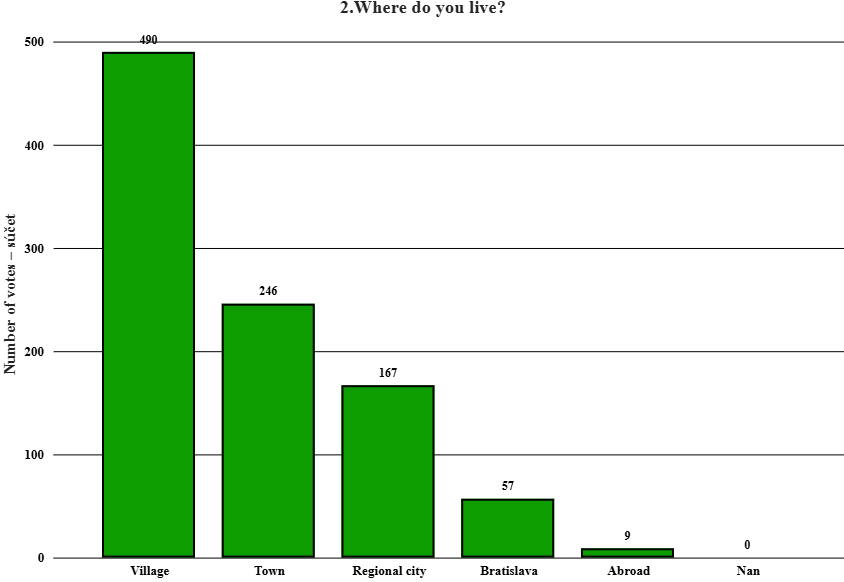 2.Where do you live?
500
400
300
200
100
0
Number of votes – súčet
490
246
167
57
9
0
Village
Town
Regional city
Bratislava
Abroad
Nan